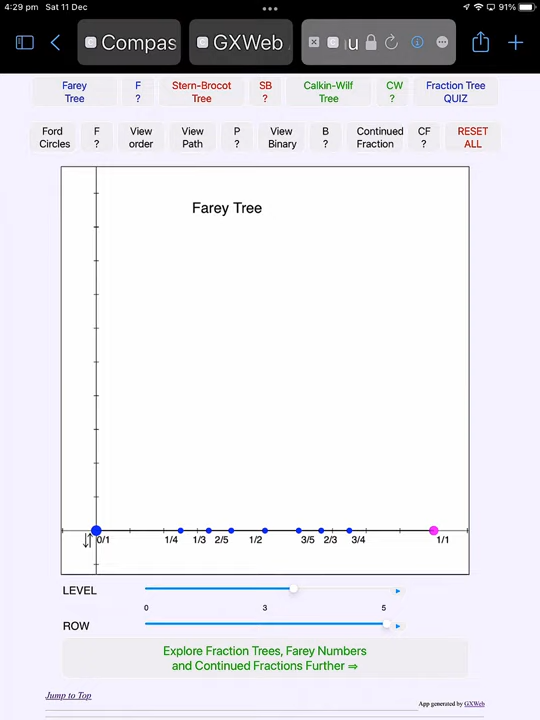 4:29 pm Sat 11 Dec
91%
Compas
GXWeb
u
Farey F Stern-Brocot SB Calkin-Wilf CW Fraction Tree
Tree ? Tree ? Tree ? QUIZ
Ford F View View P View B Continued CF RESET
Circles ? order Path ? Binary ? Fraction ? ALL
Farey Tree
0/1 1/4 1/3 2/5 1/2 3/5 2/3 3/4 1/1
LEVEL
0 3 5
ROW
Explore Fraction Trees, Farey Numbers
and Continued Fractions Further ⇒
Jump to Top
App generated by GXWeb